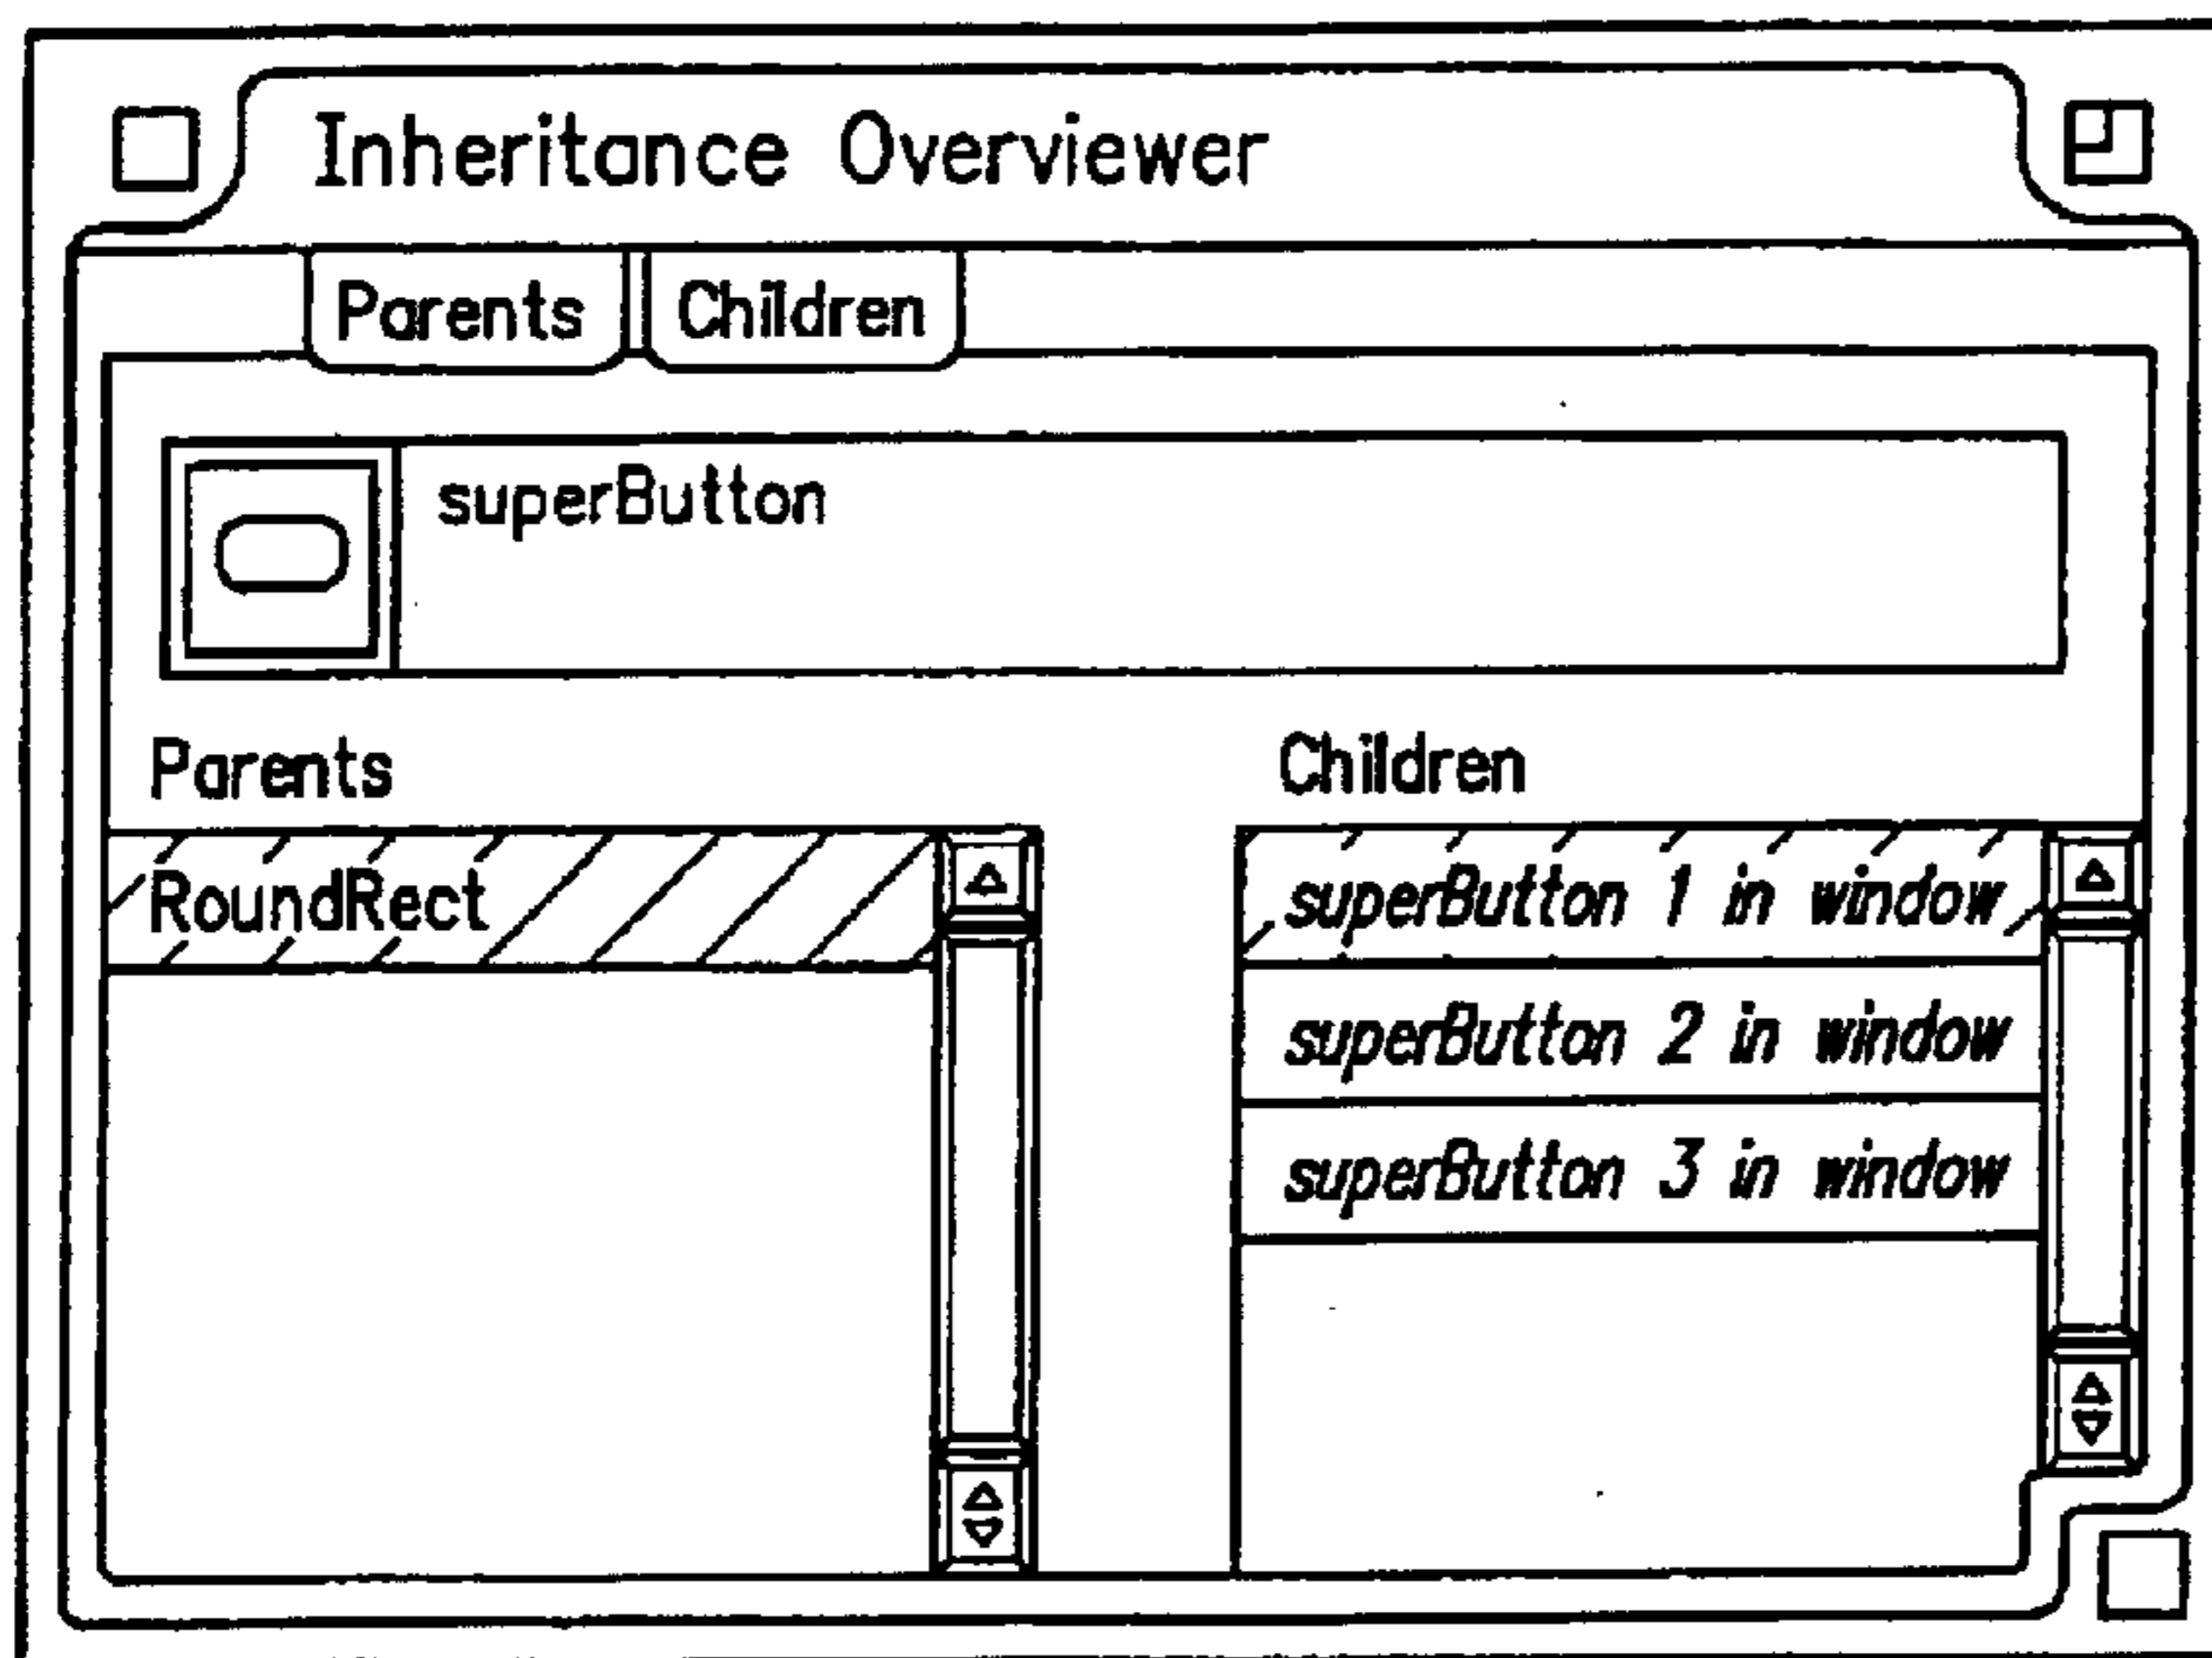 Inheritance Overviewer
Parents Children
superButton
Parents Children
RoundRect superButton 1 in window
superButton 2 in window
superButton 3 in window